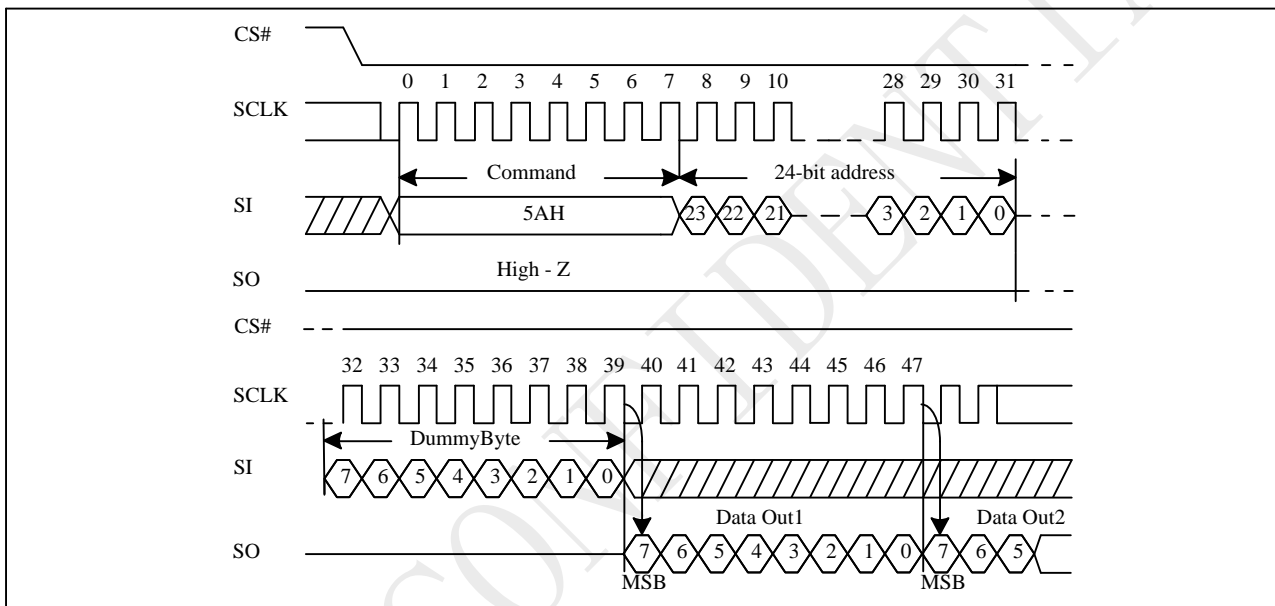 CS#
0 1 2 3 4 5 6 7 8 9 10 28 29 30 31
SCLK
Command 24-bit address
SI 5AH 23 22 21 3 2 1 0
High - Z
SO
CS#
32 33 34 35 36 37 38 39 40 41 42 43 44 45 46 47
SCLK
DummyByte
SI 7 6 5 4 3 2 1 0
Data Out1 Data Out2
SO 7 6 5 4 3 2 1 0 7 6 5
MSB MSB
CONFIDENTIAL